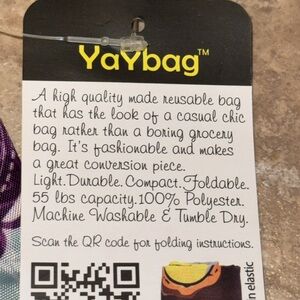 YaYbag™
A high quality made reusable bag
that has the look of a casual chic
bag rather than a boring grocery
bag. It's fashionable and makes
a great conversion piece.
Light.Durable.Compact.Foldable.
55 lbs capacity.100% Polyester.
Machine Washable & Tumble Dry.
Scan the QR code for folding instructions.
n elastic